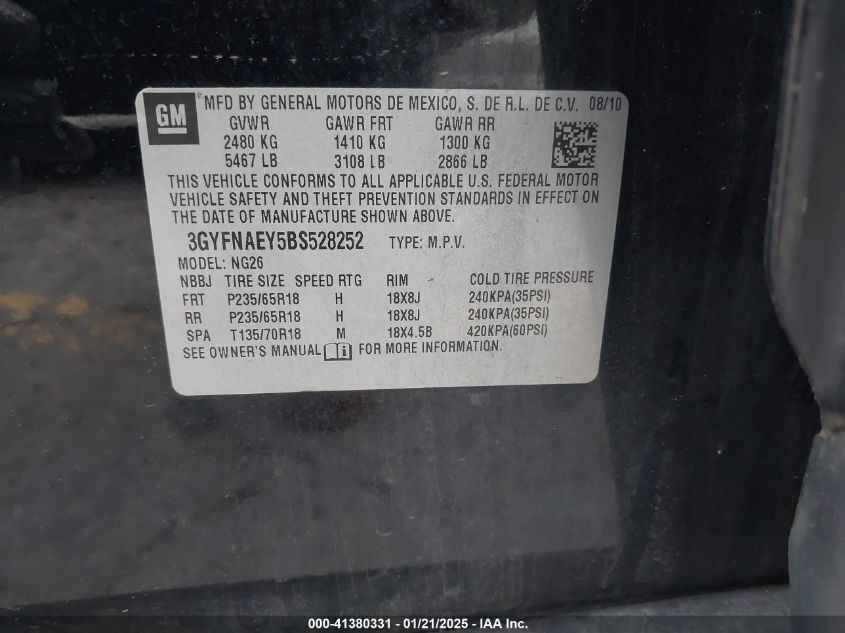 GM MFD BY GENERAL MOTORS DE MEXICO, S. DE R.L. DE C.V. 08/10
GVWR GAWR FRT GAWR RR
2480 KG 1410 KG 1300 KG
5467 LB 3108 LB 2866 LB
THIS VEHICLE CONFORMS TO ALL APPLICABLE U.S. FEDERAL MOTOR
VEHICLE SAFETY AND THEFT PREVENTION STANDARDS IN EFFECT ON
THE DATE OF MANUFACTURE SHOWN ABOVE.
3GYFNAEY5BS528252 TYPE: M.P.V.
MODEL: NG26
NBBJ TIRE SIZE SPEED RTG RIM COLD TIRE PRESSURE
FRT P235/65R18 H 18X8J 240KPA(35PSI)
RR P235/65R18 H 18X8J 240KPA(35PSI)
SPA T135/70R18 M 18X4.5B 420KPA(60PSI)
SEE OWNER'S MANUAL i FOR MORE INFORMATION.
000-41380331 / 01/21/2025 - © IAA Inc.